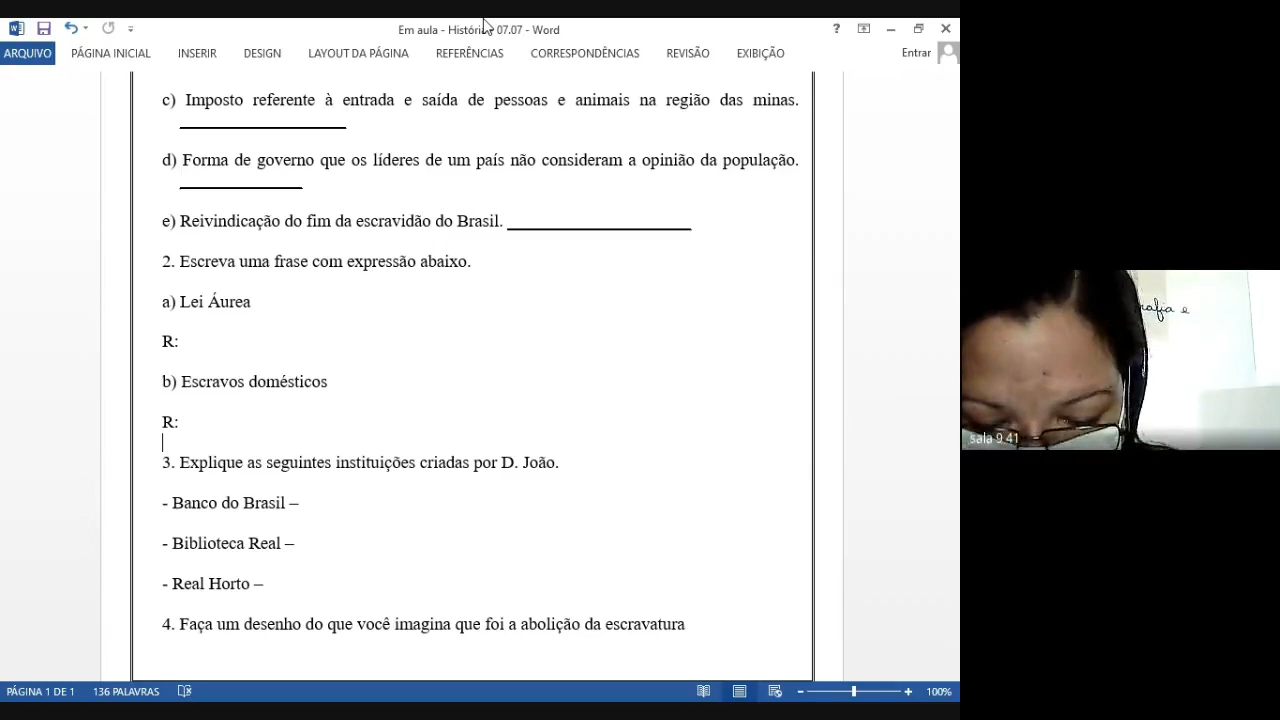 Em aula - História 07.07 - Word
ARQUIVO PÁGINA INICIAL INSERIR DESIGN LAYOUT DA PÁGINA REFERÊNCIAS CORRESPONDÊNCIAS REVISÃO EXIBIÇÃO Entrar
c) Imposto referente à entrada e saída de pessoas e animais na região das minas.
d) Forma de governo que os líderes de um país não consideram a opinião da população.
e) Reivindicação do fim da escravidão do Brasil.
2. Escreva uma frase com expressão abaixo.
a) Lei Áurea
R:
b) Escravos domésticos
R:
3. Explique as seguintes instituições criadas por D. João.
- Banco do Brasil –
- Biblioteca Real –
- Real Horto –
4. Faça um desenho do que você imagina que foi a abolição da escravatura
PÁGINA 1 DE 1 136 PALAVRAS 100%
rafia e
sala 9 41